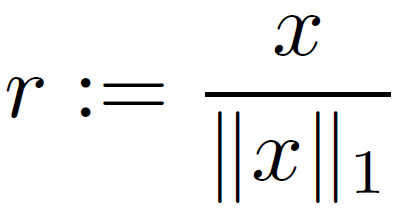 r := x / ‖x‖₁